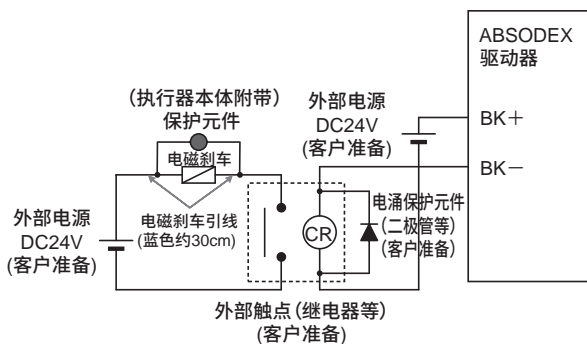 ABSODEX
驱动器
(执行器本体附带)
保护元件
外部电源
DC24V
(客户准备)
BK+
电磁刹车
BK−
外部电源
DC24V
(客户准备)
电磁刹车引线
(蓝色约30cm)
CR
电涌保护元件
(二极管等)
(客户准备)
外部触点(继电器等)
(客户准备)